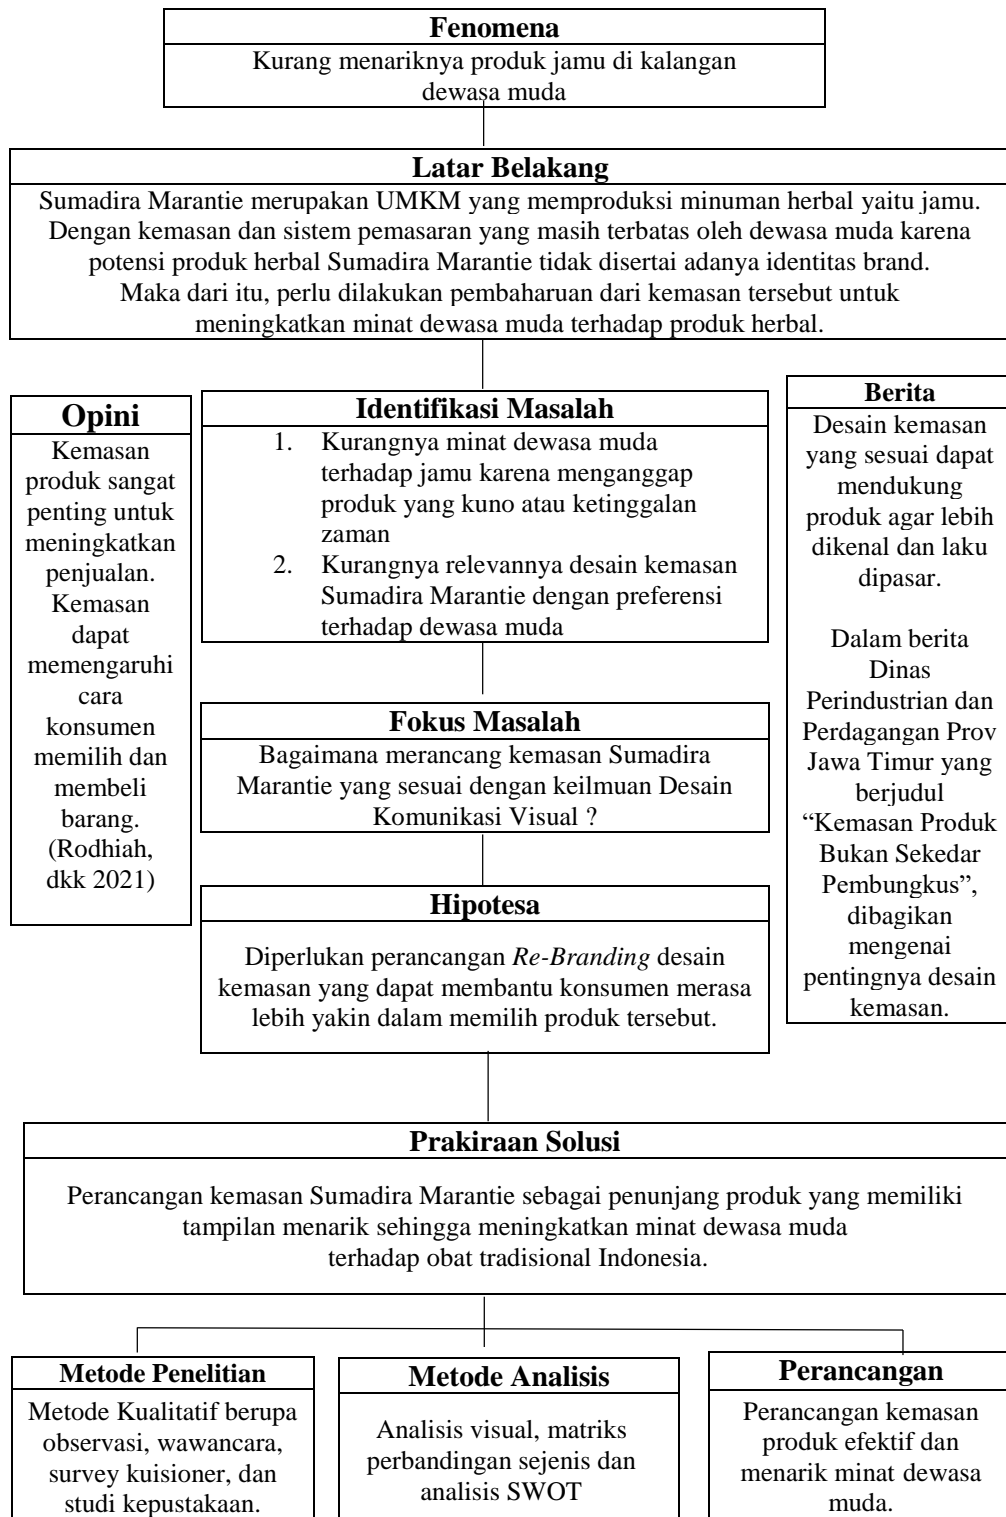 Fenomena
Kurang menariknya produk jamu di kalangan
dewasa muda
Latar Belakang
Sumadira Marantie merupakan UMKM yang memproduksi minuman herbal yaitu jamu.
Dengan kemasan dan sistem pemasaran yang masih terbatas oleh dewasa muda karena
potensi produk herbal Sumadira Marantie tidak disertai adanya identitas brand.
Maka dari itu, perlu dilakukan pembaharuan dari kemasan tersebut untuk
meningkatkan minat dewasa muda terhadap produk herbal.
Opini
Kemasan
produk sangat
penting untuk
meningkatkan
penjualan.
Kemasan
dapat
memengaruhi
cara
konsumen
memilih dan
membeli
barang.
(Rodhiah,
dkk 2021)
Identifikasi Masalah
1. Kurangnya minat dewasa muda
terhadap jamu karena menganggap
produk yang kuno atau ketinggalan
zaman
2. Kurangnya relevannya desain kemasan
Sumadira Marantie dengan preferensi
terhadap dewasa muda
Berita
Desain kemasan
yang sesuai dapat
mendukung
produk agar lebih
dikenal dan laku
dipasar.
Dalam berita
Dinas
Perindustrian dan
Perdagangan Prov
Jawa Timur yang
berjudul
“Kemasan Produk
Bukan Sekedar
Pembungkus”,
dibagikan
mengenai
pentingnya desain
kemasan.
Fokus Masalah
Bagaimana merancang kemasan Sumadira
Marantie yang sesuai dengan keilmuan Desain
Komunikasi Visual ?
Hipotesa
Diperlukan perancangan Re-Branding desain
kemasan yang dapat membantu konsumen merasa
lebih yakin dalam memilih produk tersebut.
Prakiraan Solusi
Perancangan kemasan Sumadira Marantie sebagai penunjang produk yang memiliki
tampilan menarik sehingga meningkatkan minat dewasa muda
terhadap obat tradisional Indonesia.
Metode Penelitian
Metode Kualitatif berupa
observasi, wawancara,
survey kuisioner, dan
studi kepustakaan.
Metode Analisis
Analisis visual, matriks
perbandingan sejenis dan
analisis SWOT
Perancangan
Perancangan kemasan
produk efektif dan
menarik minat dewasa
muda.